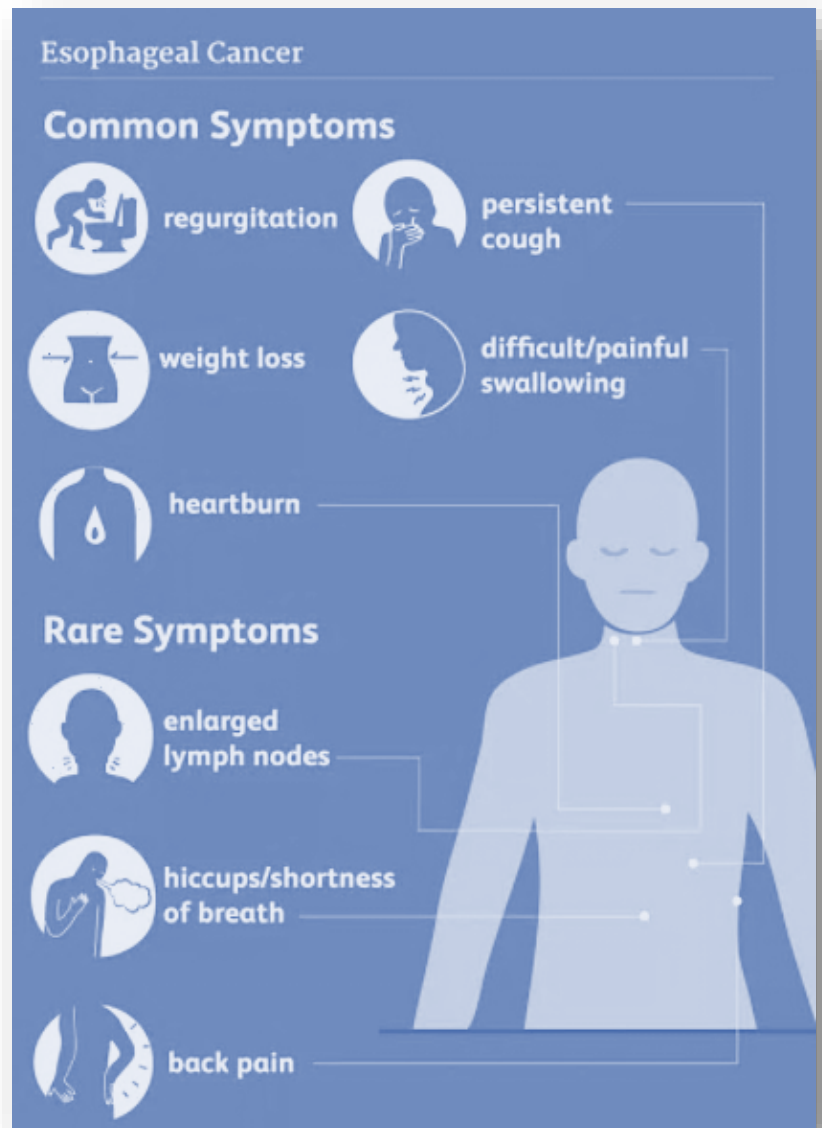 Esophageal Cancer
Common Symptoms
regurgitation
persistent
cough
weight loss
difficult/painful
swallowing
heartburn
Rare Symptoms
enlarged
lymph nodes
hiccups/shortness
of breath
back pain